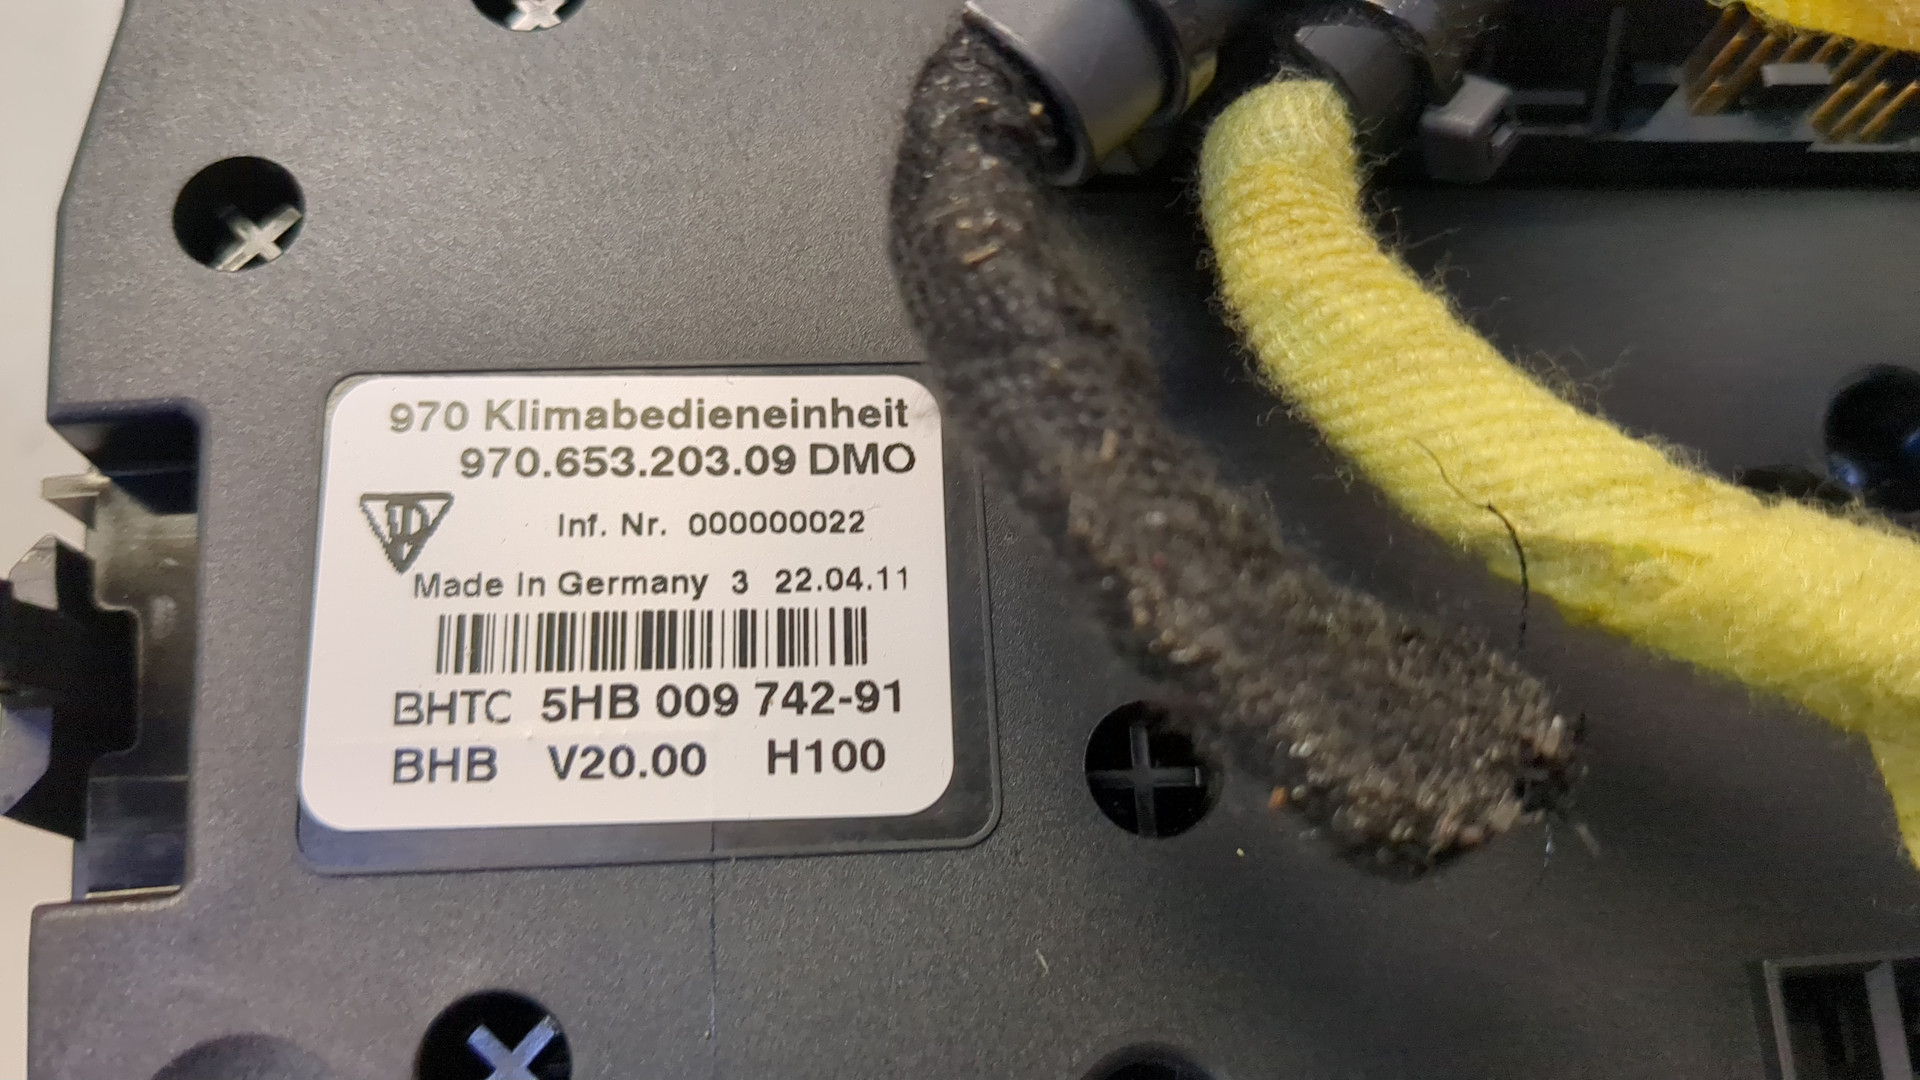 970 Klimabedieneinheit
970.653.203.09 DMO
Inf. Nr. 000000022
Made In Germany 3 22.04.11
BHTC 5HB 009 742-91
BHB V20.00 H100